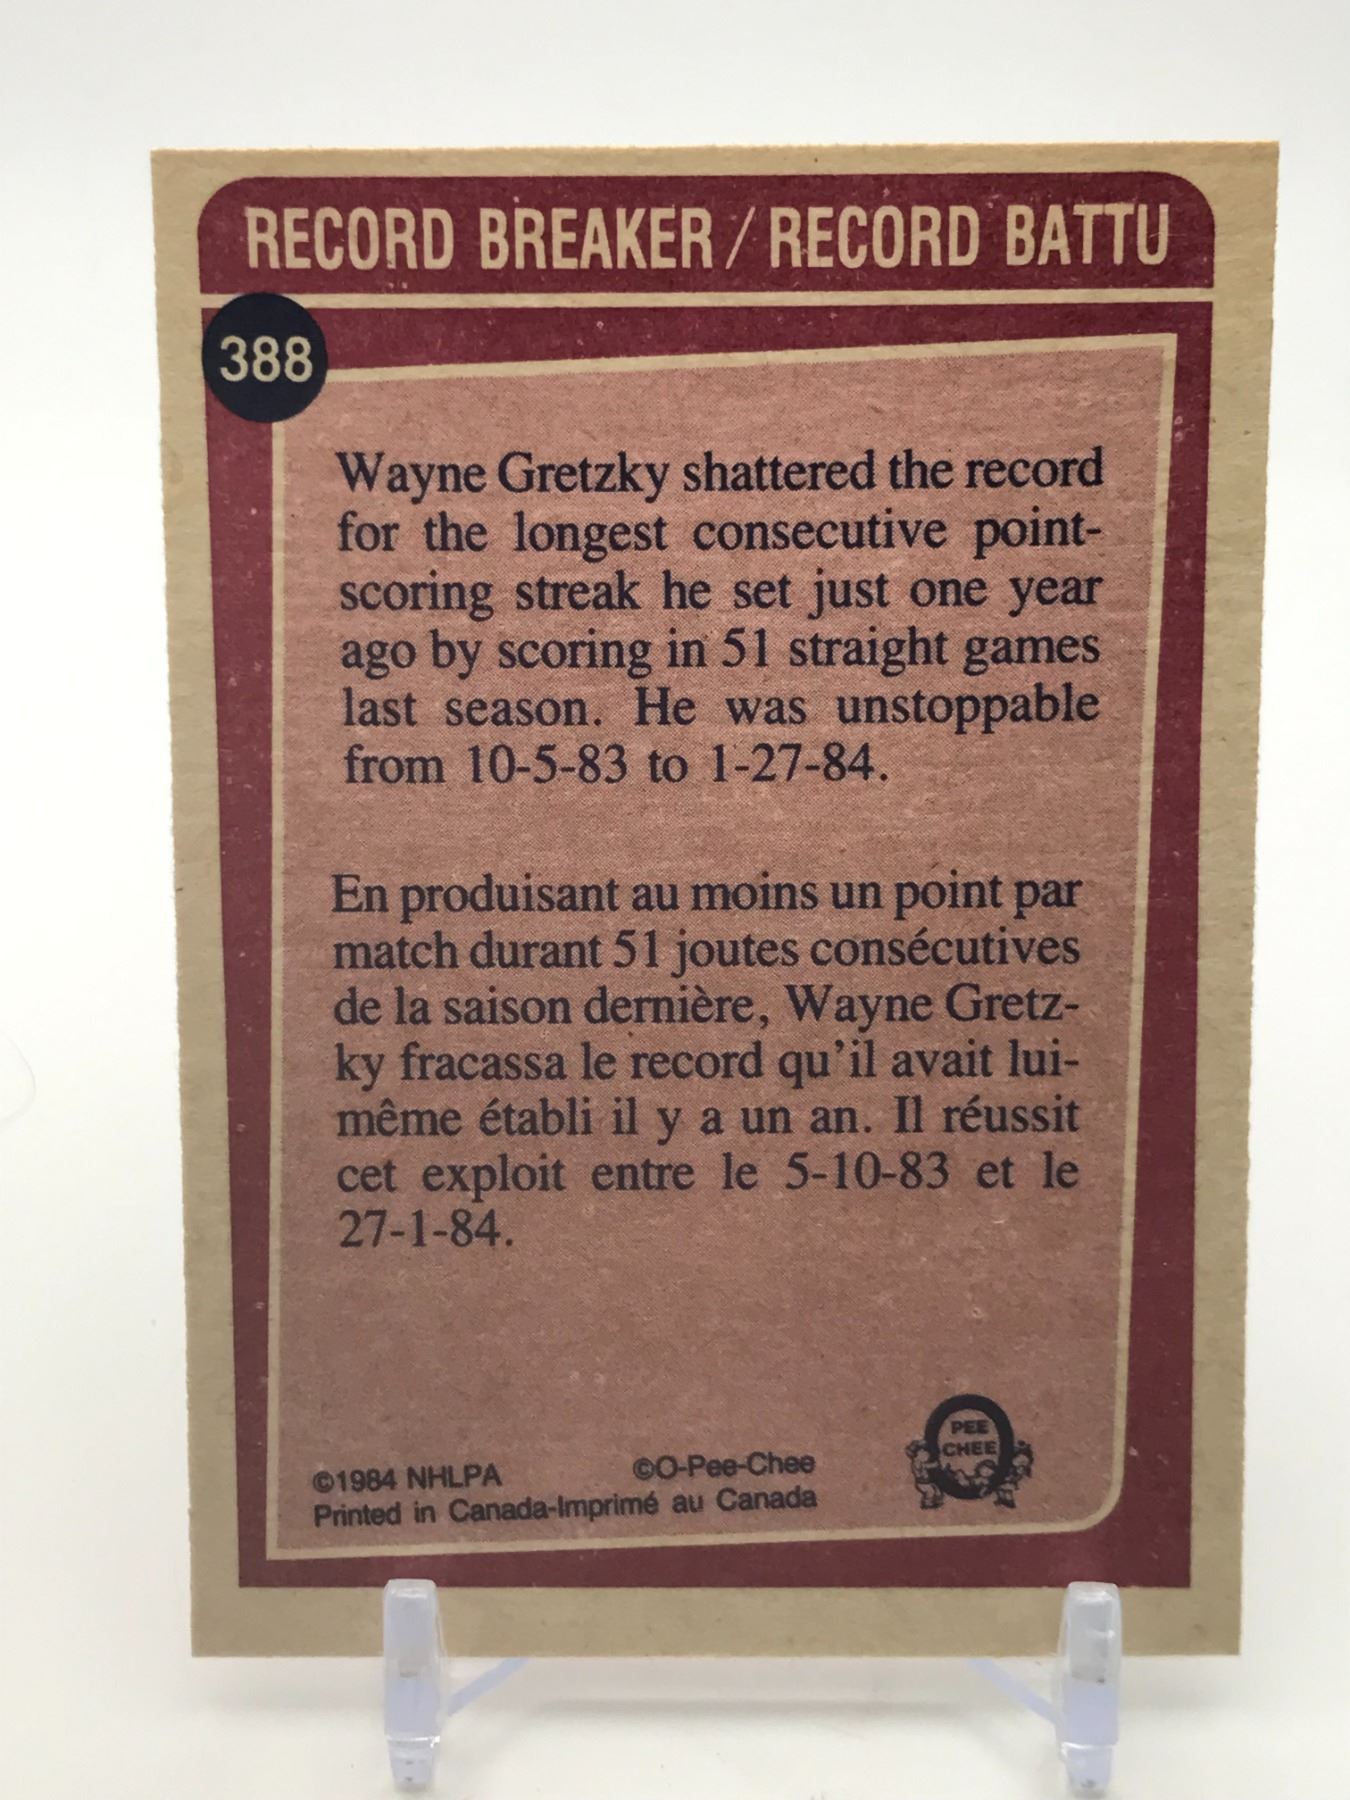 RECORD BREAKER / RECORD BATTU
388
Wayne Gretzky shattered the record
for the longest consecutive point-
scoring streak he set just one year
ago by scoring in 51 straight games
last season. He was unstoppable
from 10-5-83 to 1-27-84.
En produisant au moins un point par
match durant 51 joutes consécutives
de la saison dernière, Wayne Gretz-
ky fracassa le record qu'il avait lui-
même établi il y a un an. Il réussit
cet exploit entre le 5-10-83 et le
27-1-84.
©1984 NHLPA ©O-Pee-Chee
Printed in Canada-Imprimé au Canada
PEE
CHEE